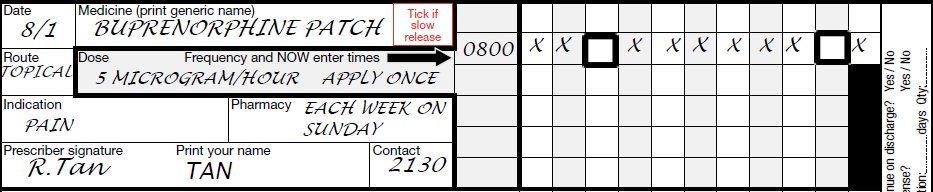 Date
8/1
Medicine (print generic name)
BUPRENORPHINE PATCH
Tick if
slow
release
Route
TOPICAL
Dose
Frequency and NOW enter times
5 MICROGRAM/HOUR APPLY ONCE
0800 X X X X X X X X X
Indication
PAIN
Pharmacy
EACH WEEK ON
SUNDAY
Prescriber signature
R.Tan
Print your name
TAN
Contact
2130
nue on discharge? Yes / No
ense? Yes / No
tion: days Qty: